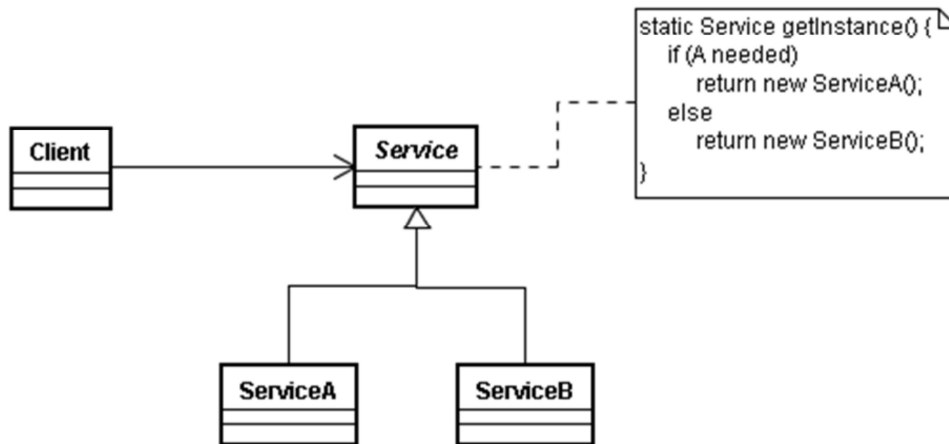 static Service getInstance() {
if (A needed)
return new ServiceA();
else
return new ServiceB();
}
Client
Service
ServiceA
ServiceB